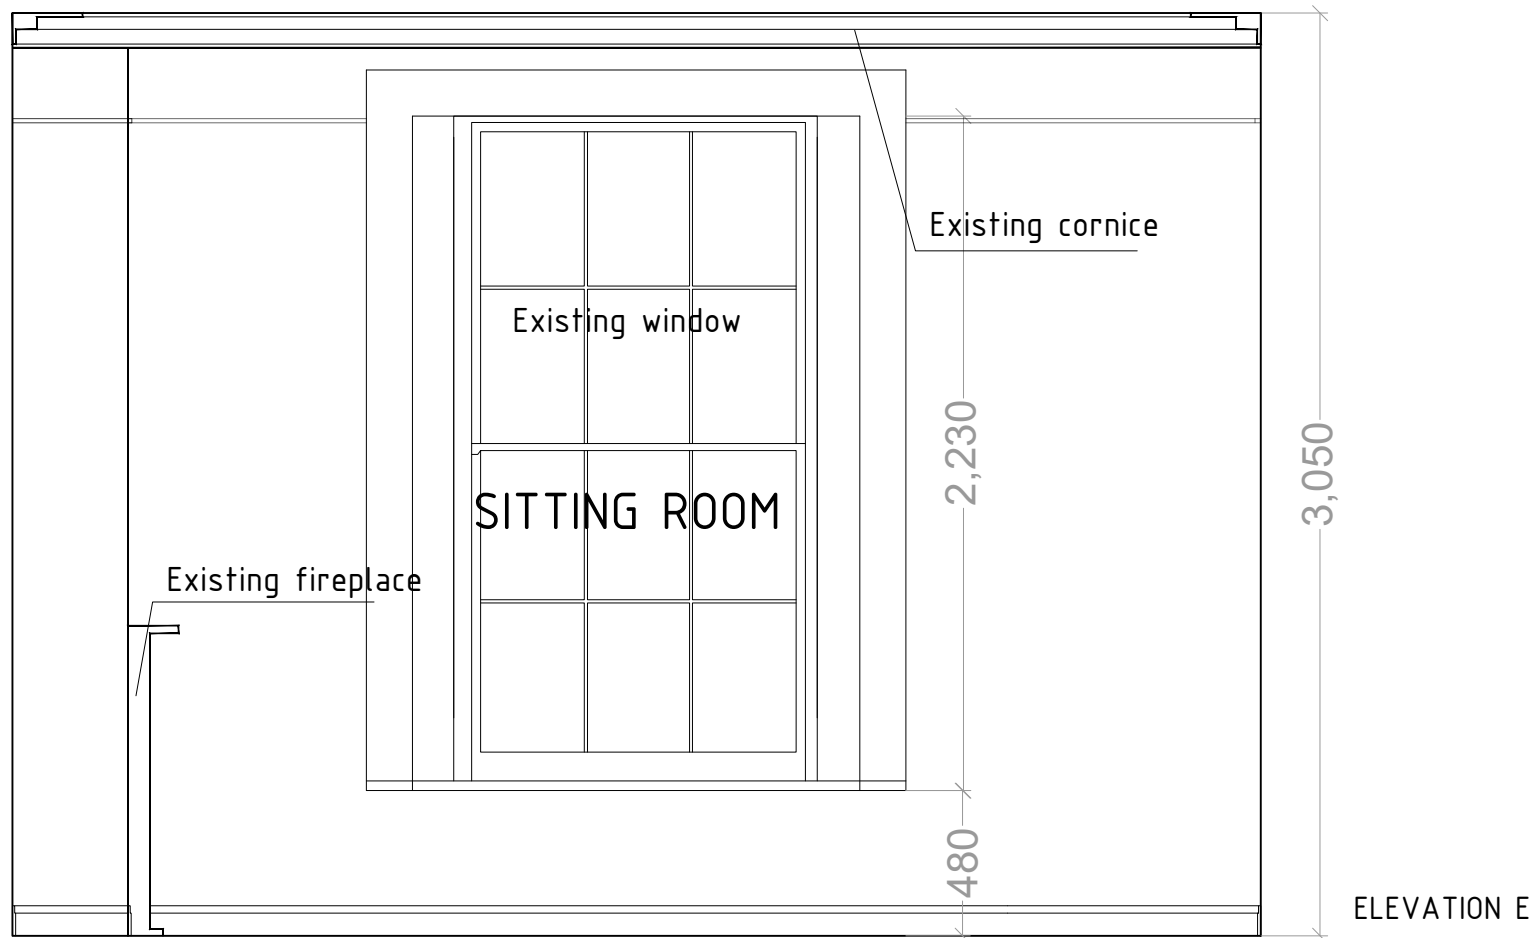 Existing cornice
Existing window
2,230
3,050
SITTING ROOM
Existing fireplace
480
ELEVATION E